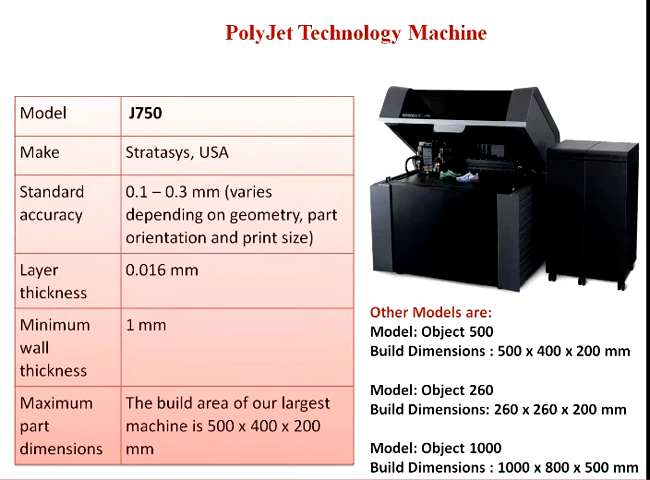 PolyJet Technology Machine
Model
J750
Make
Stratasys, USA
Standard
accuracy
0.1 – 0.3 mm (varies
depending on geometry, part
orientation and print size)
Layer
thickness
0.016 mm
Minimum
wall
thickness
1 mm
Maximum
part
dimensions
The build area of our largest
machine is 500 x 400 x 200
mm
Other Models are:
Model: Object 500
Build Dimensions : 500 x 400 x 200 mm
Model: Object 260
Build Dimensions: 260 x 260 x 200 mm
Model: Object 1000
Build Dimensions : 1000 x 800 x 500 mm